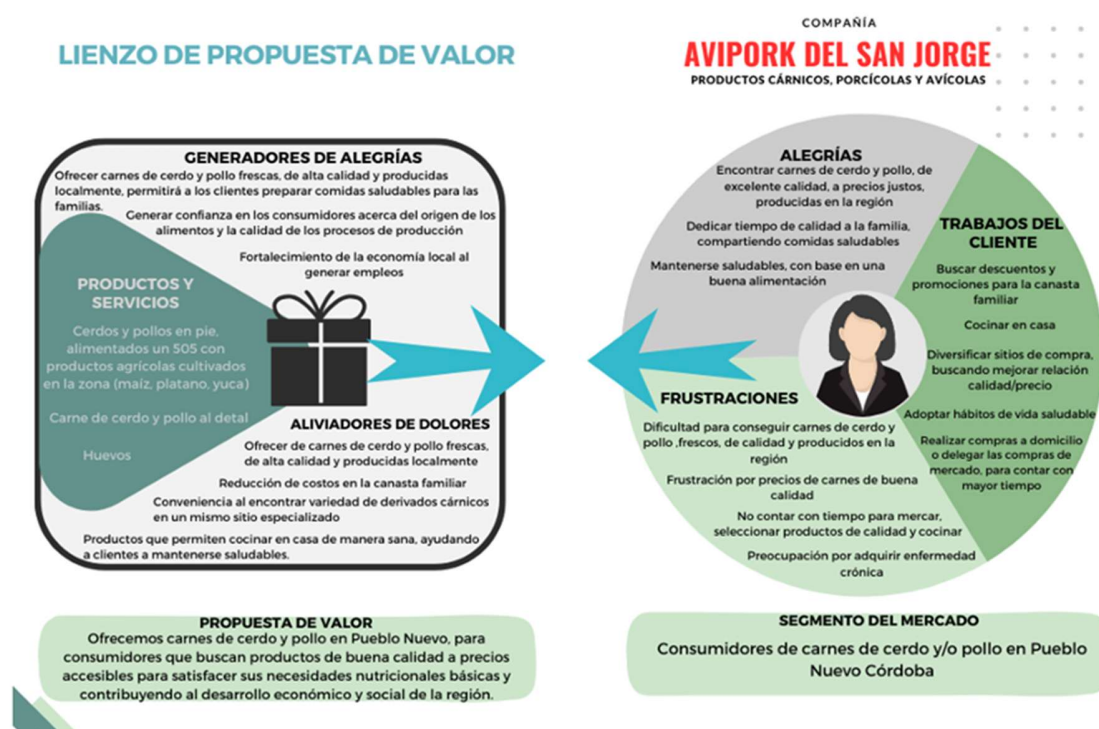 LIENZO DE PROPUESTA DE VALOR
COMPAÑÍA
AVIPORK DEL SAN JORGE
PRODUCTOS CÁRNICOS, PORCÍCOLAS Y AVÍCOLAS
GENERADORES DE ALEGRÍAS
Ofrecer carnes de cerdo y pollo frescas, de alta calidad y producidas
localmente, permitirá a los clientes preparar comidas saludables para las
familias.
Generar confianza en los consumidores acerca del origen de los
alimentos y la calidad de los procesos de producción
Fortalecimiento de la economía local al
generar empleos
PRODUCTOS Y
SERVICIOS
Cerdos y pollos en pie,
alimentados un 505 con
productos agrícolas cultivados
en la zona (maíz, platano, yuca)
Carne de cerdo y pollo al detal
Huevos
ALIVIADORES DE DOLORES
Ofrecer de carnes de cerdo y pollo frescas,
de alta calidad y producidas localmente
Reducción de costos en la canasta familiar
Conveniencia al encontrar variedad de derivados cárnicos
en un mismo sitio especializado
Productos que permiten cocinar en casa de manera sana, ayudando
a clientes a mantenerse saludables.
ALEGRÍAS
Encontrar carnes de cerdo y pollo, de
excelente calidad, a precios justos,
producidas en la región
Dedicar tiempo de calidad a la familia,
compartiendo comidas saludables
Mantenerse saludables, con base en una
buena alimentación
TRABAJOS DEL
CLIENTE
Buscar descuentos y
promociones para la canasta
familiar
Cocinar en casa
Diversificar sitios de compra,
buscando mejorar relación
calidad/precio
Adoptar hábitos de vida saludable
Realizar compras a domicilio
o delegar las compras de
mercado, para contar con
mayor tiempo
FRUSTRACIONES
Dificultad para conseguir carnes de cerdo y
pollo ,frescos, de calidad y producidos en la
región
Frustración por precios de carnes de buena
calidad
No contar con tiempo para mercar,
seleccionar productos de calidad y cocinar
Preocupación por adquirir enfermedad
crónica
PROPUESTA DE VALOR
Ofrecemos carnes de cerdo y pollo en Pueblo Nuevo, para
consumidores que buscan productos de buena calidad a precios
accesibles para satisfacer sus necesidades nutricionales básicas y
contribuyendo al desarrollo económico y social de la región.
SEGMENTO DEL MERCADO
Consumidores de carnes de cerdo y/o pollo en Pueblo
Nuevo Córdoba